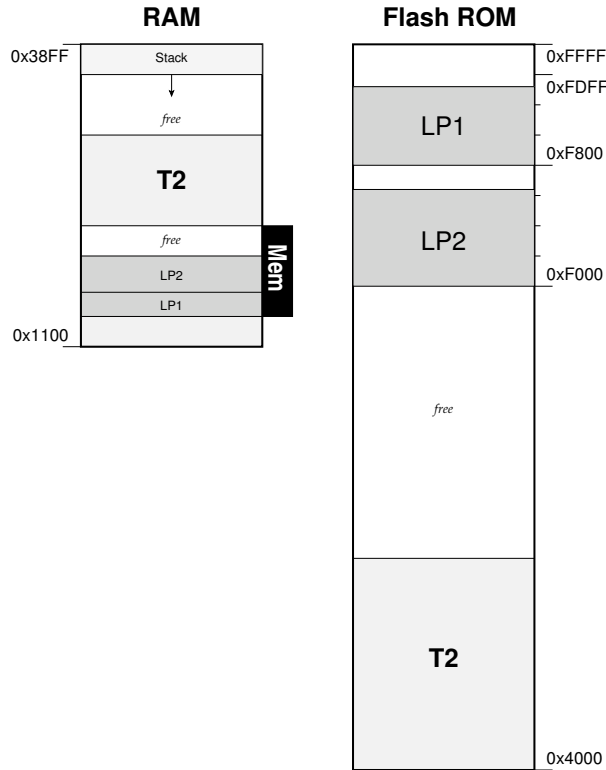 RAM
0x38FF
Stack
free
T2
free
LP2
LP1
Mem
0x1100
Flash ROM
0xFFFF
0xFDFF
LP1
0xF800
LP2
0xF000
free
T2
0x4000